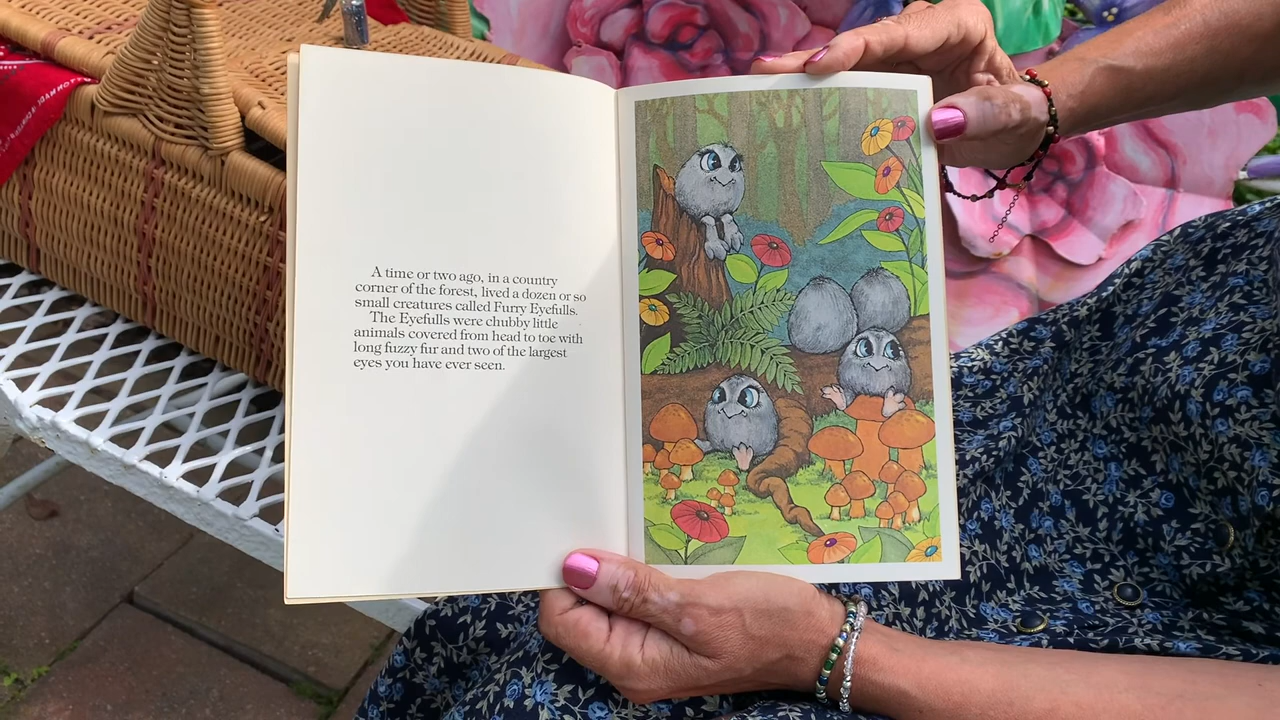 A time or two ago, in a country
corner of the forest, lived a dozen or so
small creatures called Furry Eyefulls.
The Eyefulls were chubby little
animals covered from head to toe with
long fuzzy fur and two of the largest
eyes you have ever seen.